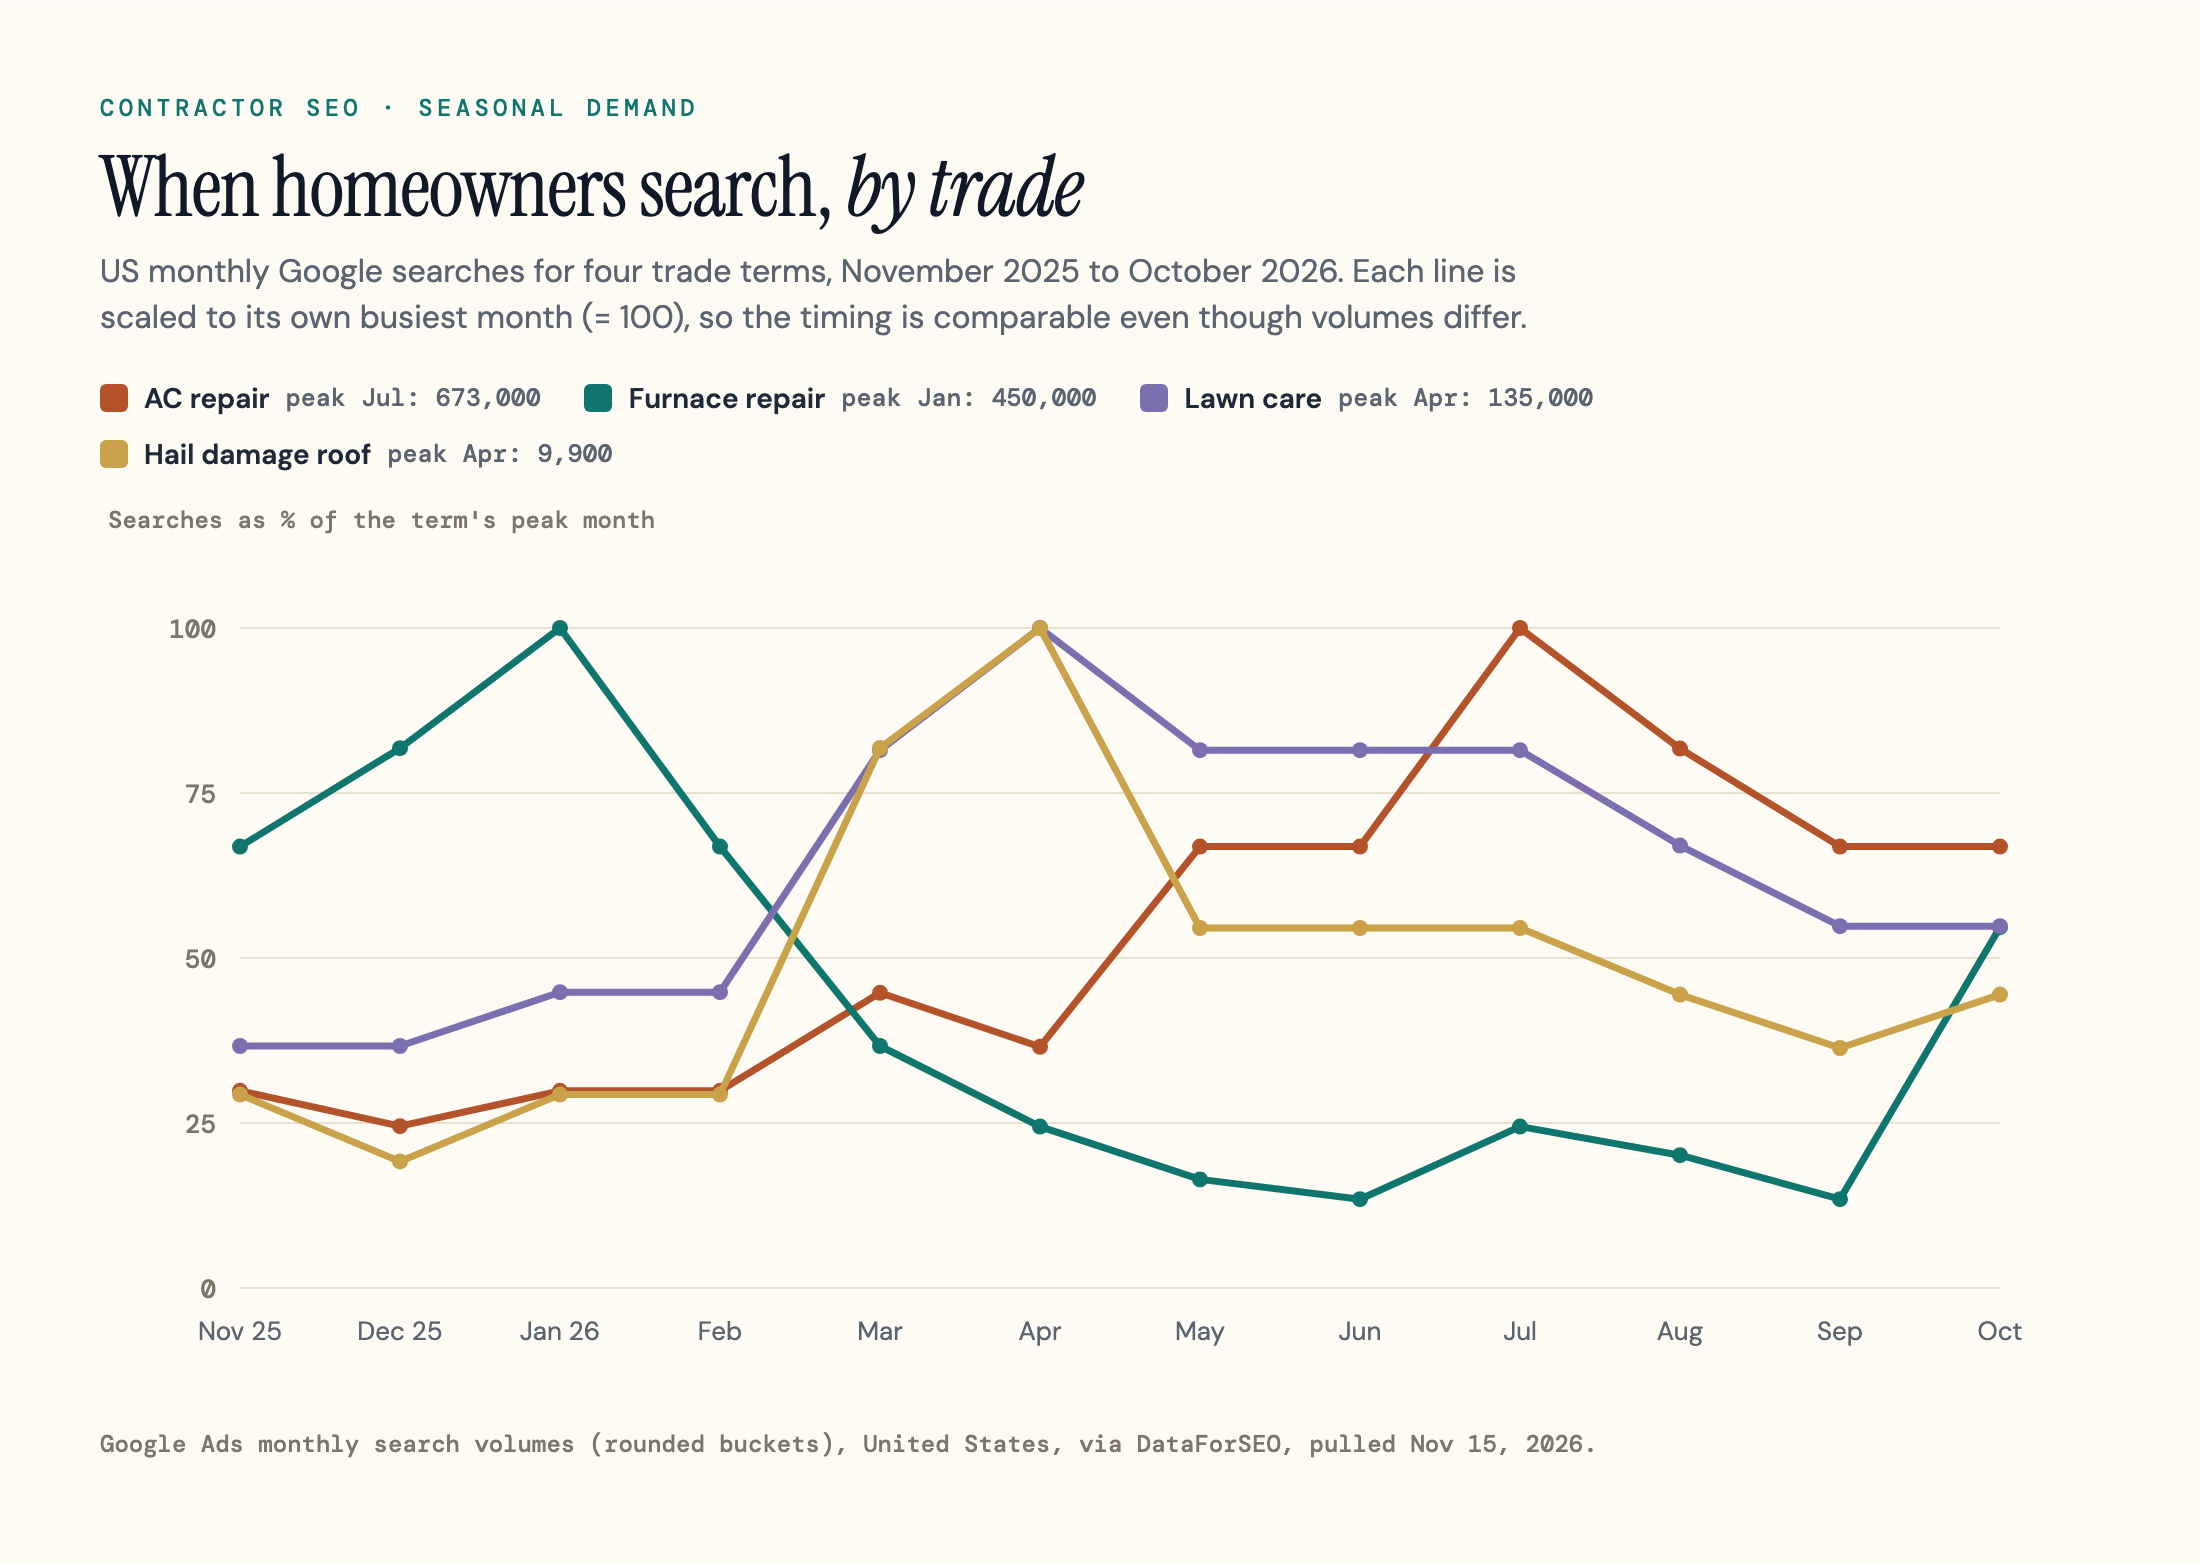 CONTRACTOR SEO · SEASONAL DEMAND
When homeowners search, by trade
US monthly Google searches for four trade terms, November 2025 to October 2026. Each line is
scaled to its own busiest month (= 100), so the timing is comparable even though volumes differ.
AC repair peak Jul: 673,000 Furnace repair peak Jan: 450,000 Lawn care peak Apr: 135,000
Hail damage roof peak Apr: 9,900
Searches as % of the term's peak month
100
75
50
25
0
Nov 25 Dec 25 Jan 26 Feb Mar Apr May Jun Jul Aug Sep Oct
Google Ads monthly search volumes (rounded buckets), United States, via DataForSEO, pulled Nov 15, 2026.